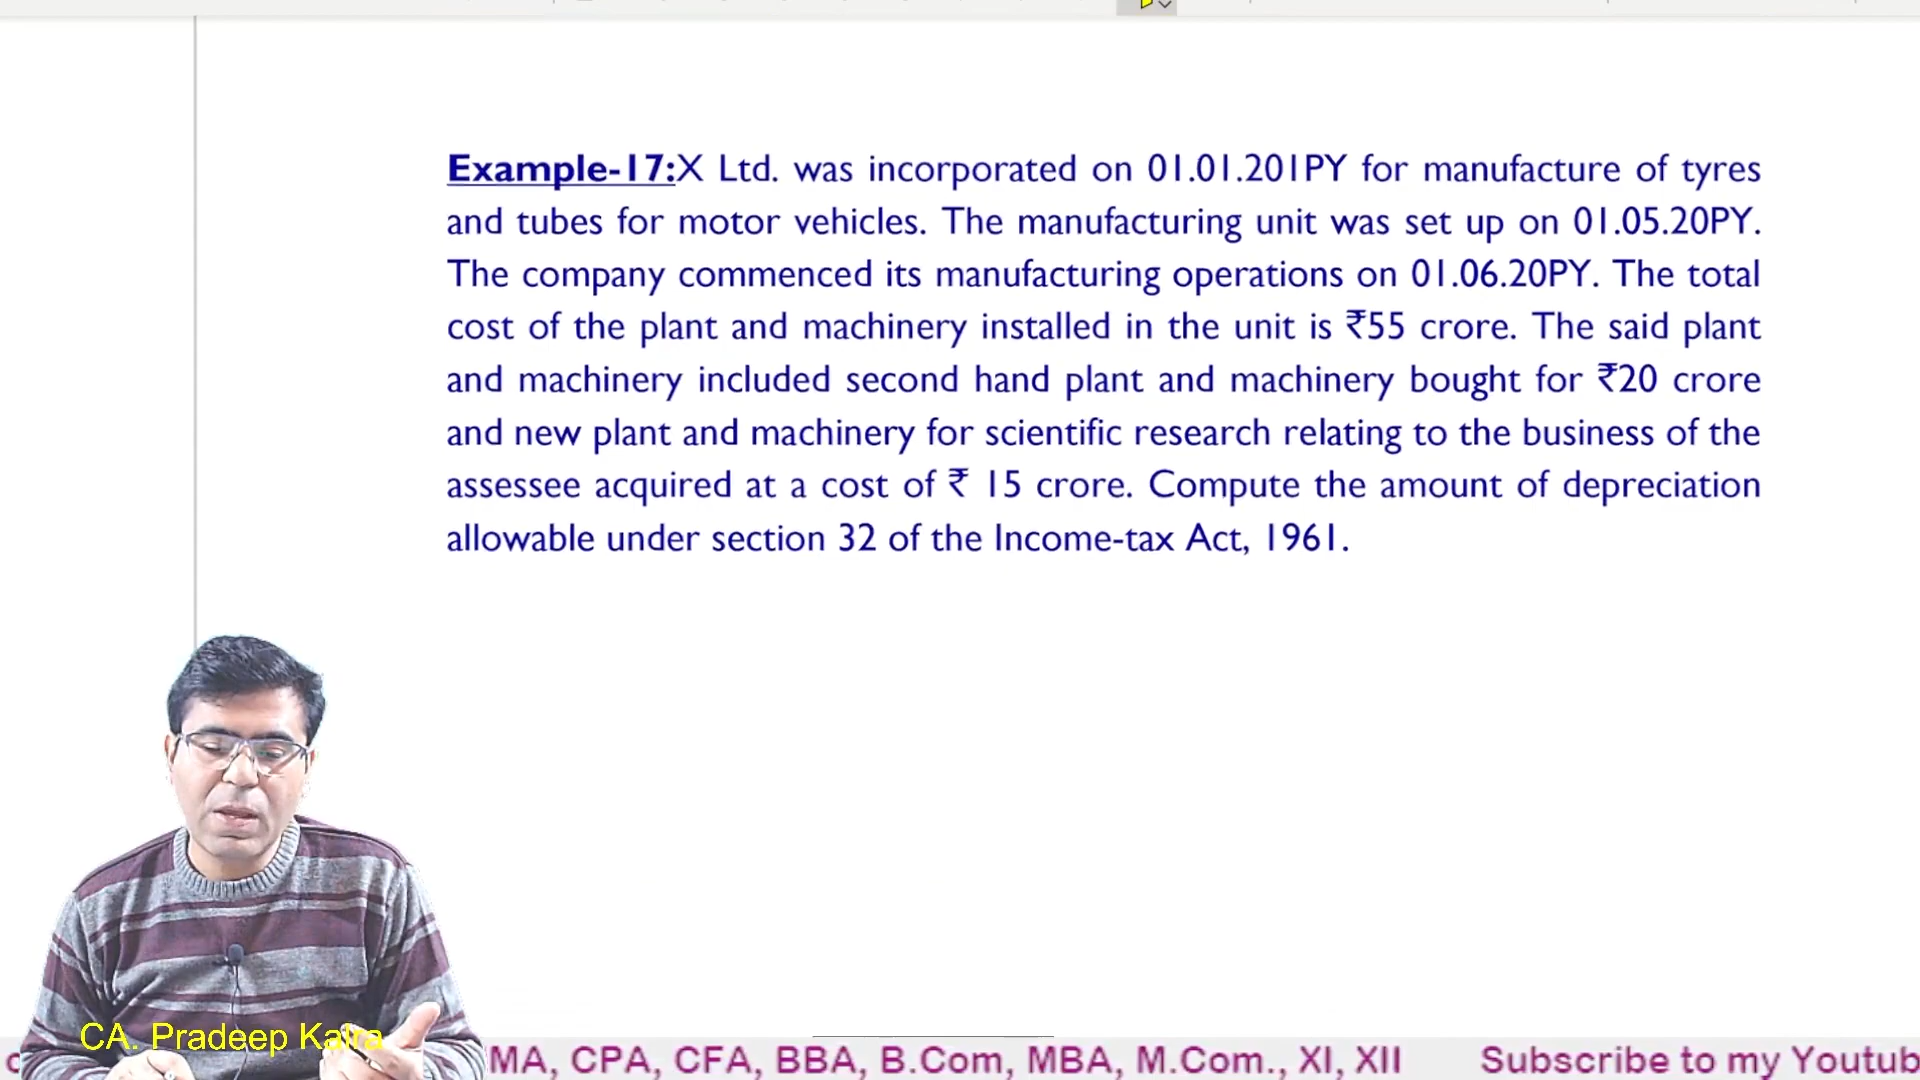 Example-17:X Ltd. was incorporated on 01.01.201PY for manufacture of tyres
and tubes for motor vehicles. The manufacturing unit was set up on 01.05.20PY.
The company commenced its manufacturing operations on 01.06.20PY. The total
cost of the plant and machinery installed in the unit is ₹55 crore. The said plant
and machinery included second hand plant and machinery bought for ₹20 crore
and new plant and machinery for scientific research relating to the business of the
assessee acquired at a cost of ₹ 15 crore. Compute the amount of depreciation
allowable under section 32 of the Income-tax Act, 1961.
CA. Pradeep Kalra
MA, CPA, CFA, BBA, B.Com, MBA, M.Com., XI, XII Subscribe to my Youtub